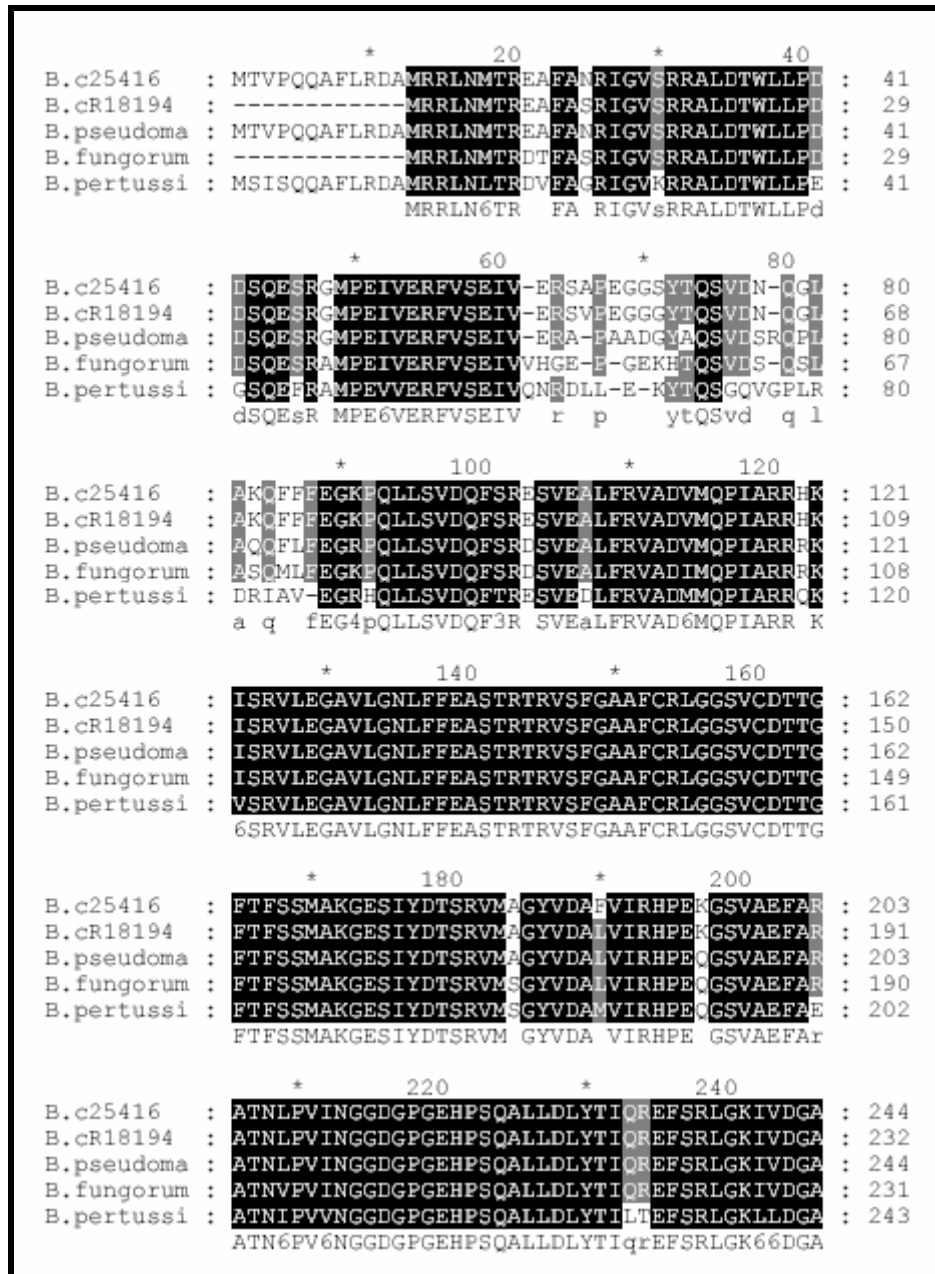 * 20 * 40
B.c25416 : MTVPQQAFLRDAMRRLNMTREAFANRIGVSRRALDTWLLPD : 41
B.cR18194 : ------------MRRLNMTREAFASRIGVSRRALDTWLLPD : 29
B.pseudoma : MTVPQQAFLRDAMRRLNMTREAFANRIGVSRRALDTWLLPD : 41
B.fungorum : ------------MRRLNMTRDTFASRIGVSRRALDTWLLPD : 29
B.pertussi : MSISQQAFLRDAMRRLNLTRDVFAGRIGVKRRALDTWLLPE : 41
MRRLN6TR FA RIGVsRRALDTWLLPd
* 60 * 80
B.c25416 : DSQESRGMPEIVERFVSEIV-ERSAPEGGSYTQSVDN-QGL : 80
B.cR18194 : DSQESRGMPEIVERFVSEIV-ERSVPEGGGYTQSVDN-QGL : 68
B.pseudoma : DSQESRGMPEIVERFVSEIV-ERA-PAADGYAQSVDSRQPL : 80
B.fungorum : DSQESRAMPEIVERFVSEIVVHGE-P-GEKHTQSVDS-QSL : 67
B.pertussi : GSQEFRAMPEVVERFVSEIVQNRDLL-E-KYTQSGQVGPLR : 80
dSQEsR MPE6VERFVSEIV r p ytQSvd q l
* 100 * 120
B.c25416 : AKQFFFEGKPQLLSVDQFSRESVEALFRVADVMQPIARRHK : 121
B.cR18194 : AKQFFFEGKPQLLSVDQFSRESVEALFRVADVMQPIARRHK : 109
B.pseudoma : AQQFLFEGRPQLLSVDQFSRDSVEALFRVADVMQPIARRRK : 121
B.fungorum : ASQMLFEGKPQLLSVDQFSRDSVEALFRVADIMQPIARRRK : 108
B.pertussi : DRIAV-EGRHQLLSVDQFTRESVEDLFRVADMMQPIARRQK : 120
a q fEG4pQLLSVDQF3R SVEaLFRVAD6MQPIARR K
* 140 * 160
B.c25416 : ISRVLEGAVLGNLFFEASTRTRVSFGAAFCRLGGSVCDTTG : 162
B.cR18194 : ISRVLEGAVLGNLFFEASTRTRVSFGAAFCRLGGSVCDTTG : 150
B.pseudoma : ISRVLEGAVLGNLFFEASTRTRVSFGAAFCRLGGSVCDTTG : 162
B.fungorum : ISRVLEGAVLGNLFFEASTRTRVSFGAAFCRLGGSVCDTTG : 149
B.pertussi : VSRVLEGAVLGNLFFEASTRTRVSFGAAFCRLGGSVCDTTG : 161
6SRVLEGAVLGNLFFEASTRTRVSFGAAFCRLGGSVCDTTG
* 180 * 200
B.c25416 : FTFSSMAKGESIYDTSRVMAGYVDAFVIRHPEKGSVAEFAR : 203
B.cR18194 : FTFSSMAKGESIYDTSRVMAGYVDALVIRHPEKGSVAEFAR : 191
B.pseudoma : FTFSSMAKGESIYDTSRVMAGYVDALVIRHPEQGSVAEFAR : 203
B.fungorum : FTFSSMAKGESIYDTSRVMSGYVDALVIRHPEQGSVAEFAR : 190
B.pertussi : FTFSSMAKGESIYDTSRVMSGYVDAMVIRHPEQGSVAEFAE : 202
FTFSSMAKGESIYDTSRVM GYVDA VIRHPE GSVAEFAr
* 220 * 240
B.c25416 : ATNLPVINGGDGPGEHPSQALLDLYTIQREFSRLGKIVDGA : 244
B.cR18194 : ATNLPVINGGDGPGEHPSQALLDLYTIQREFSRLGKIVDGA : 232
B.pseudoma : ATNLPVINGGDGPGEHPSQALLDLYTIQREFSRLGKIVDGA : 244
B.fungorum : ATNVPVINGGDGPGEHPSQALLDLYTIQREFSRLGKIVDGA : 231
B.pertussi : ATNIPVVNGGDGPGEHPSQALLDLYTILTEFSRLGKLLDGA : 243
ATN6PV6NGGDGPGEHPSQALLDLYTIqrEFSRLGK66DGA